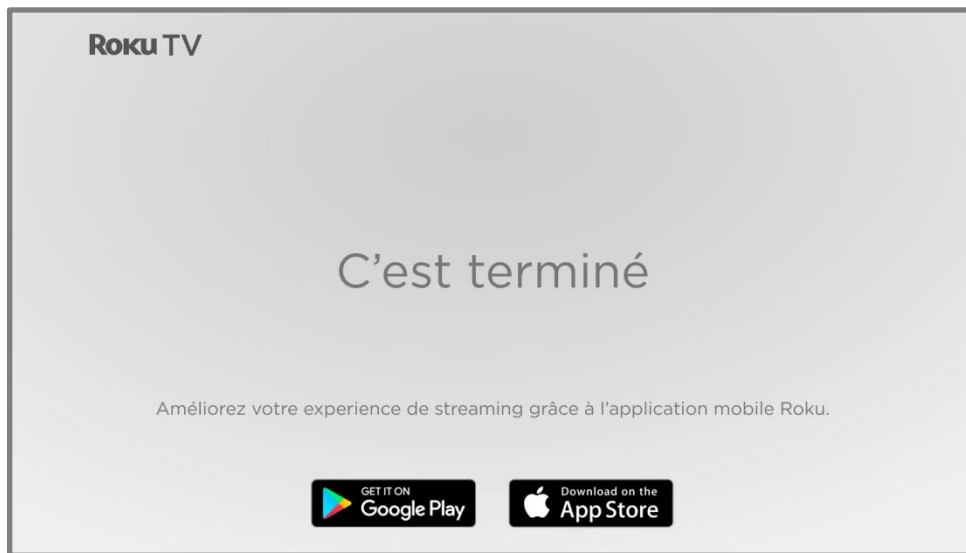 Roku TV
C'est terminé
Améliorez votre experience de streaming grâce à l'application mobile Roku.
GET IT ON
Google Play
Download on the
App Store